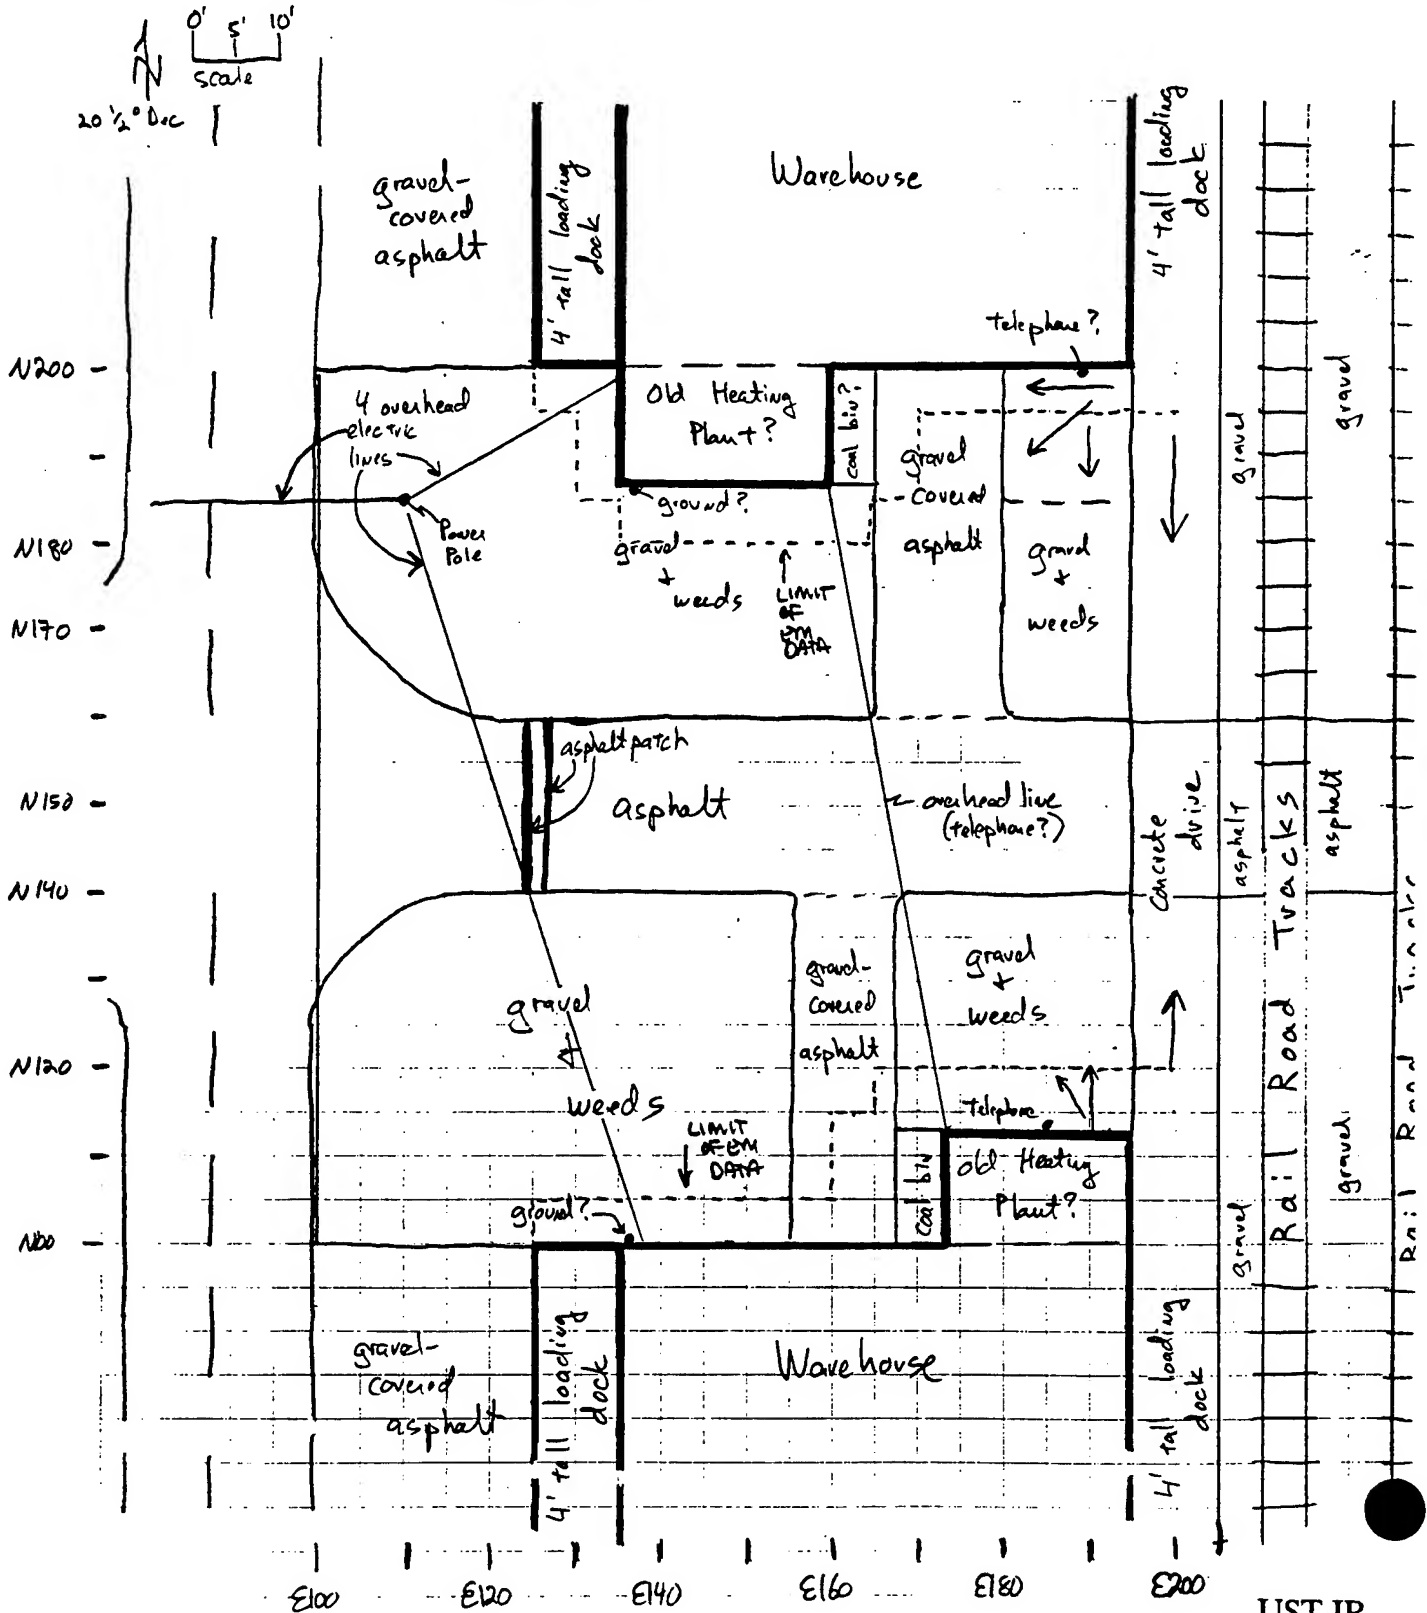 0' 5' 10'
scale
N
20 1/2° Dec
gravel-
covered
asphalt
4' tall loading
dock
Warehouse
4' tall loading
dock
telephone?
N200
4 overhead
electric
lines
Old Heating
Plant?
coal bin?
gravel
covered
asphalt
gravel
gravel
Power
Pole
ground?
N180
gravel
+
weeds
LIMIT
OF
EM
DATA
gravel
+
weeds
N170
asphalt patch
N150
asphalt
overhead line
(telephone?)
concrete
drive
asphalt
Rail Road Tracks
asphalt
N140
gravel-
covered
asphalt
gravel
+
weeds
gravel
+
weeds
N120
LIMIT
OF EM
DATA
telephone
Old Heating
Plant?
coal bin
ground?
gravel
gravel
Rail Road
N100
gravel-
covered
asphalt
4' tall loading
dock
Warehouse
4' tall loading
dock
E100 E120 E140 E160 E180 E200